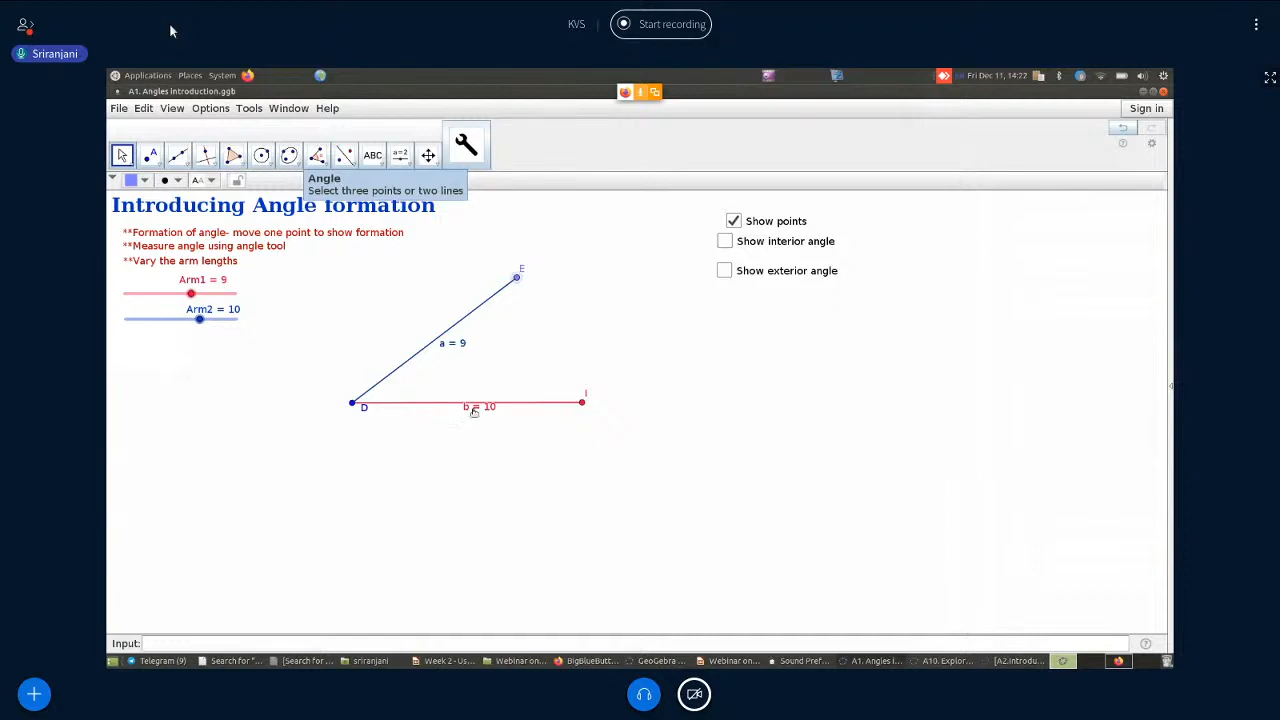 KVS
Start recording
Sriranjani
Applications Places System
Fri Dec 11, 14:22
A1. Angles introduction.ggb
File Edit View Options Tools Window Help
Sign in
A
ABC
a=2
AA
Angle
Select three points or two lines
Introducing Angle formation
**Formation of angle- move one point to show formation
**Measure angle using angle tool
**Vary the arm lengths
Arm1 = 9
Arm2 = 10
Show points
Show interior angle
Show exterior angle
E
a = 9
I
D
b = 10
Input:
Telegram (9)
Search for "...
[Search for ...
sriranjani
Week 2 - Us...
Webinar on...
BigBlueButt...
GeoGebra
Webinar on...
Sound Pref...
A1. Angles i...
A10. Explor...
[A2.Introdu...